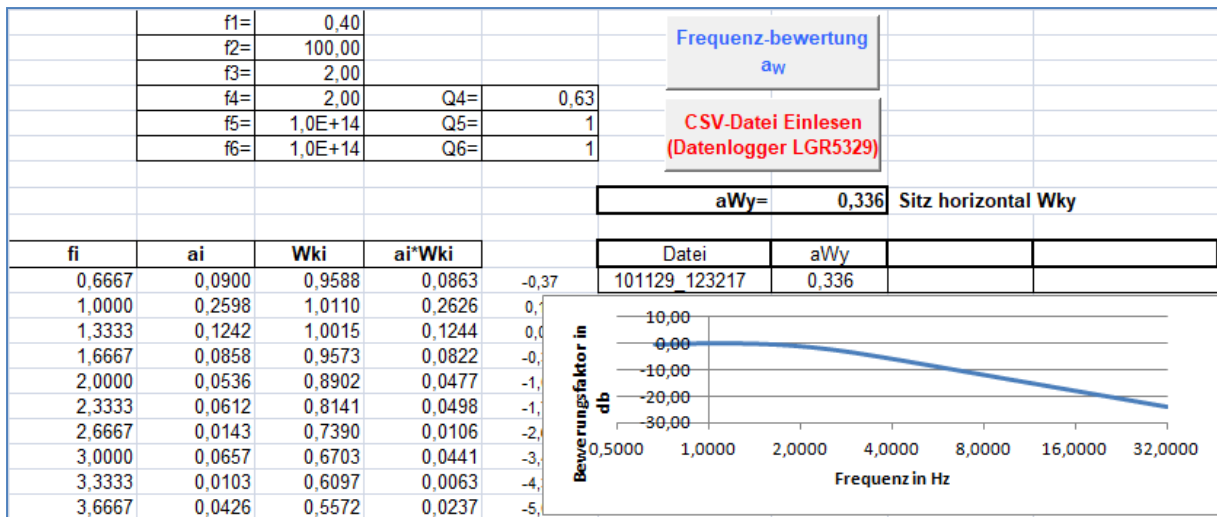 f1= 0,40
f2= 100,00
f3= 2,00
f4= 2,00 Q4= 0,63
f5= 1,0E+14 Q5= 1
f6= 1,0E+14 Q6= 1
Frequenz-bewertung
aw
CSV-Datei Einlesen
(Datenlogger LGR5329)
aWy= 0,336 Sitz horizontal Wky
fi ai Wki ai*Wki Datei aWy
0,6667 0,0900 0,9588 0,0863 -0,37 101129_123217 0,336
1,0000 0,2598 1,0110 0,2626
1,3333 0,1242 1,0015 0,1244
1,6667 0,0858 0,9573 0,0822
2,0000 0,0536 0,8902 0,0477
2,3333 0,0612 0,8141 0,0498
2,6667 0,0143 0,7390 0,0106
3,0000 0,0657 0,6703 0,0441
3,3333 0,0103 0,6097 0,0063
3,6667 0,0426 0,5572 0,0237
Bewerungsfaktor in
db
10,00
0,00
-10,00
-20,00
-30,00
0,5000 1,0000 2,0000 4,0000 8,0000 16,0000 32,0000
Frequenz in Hz